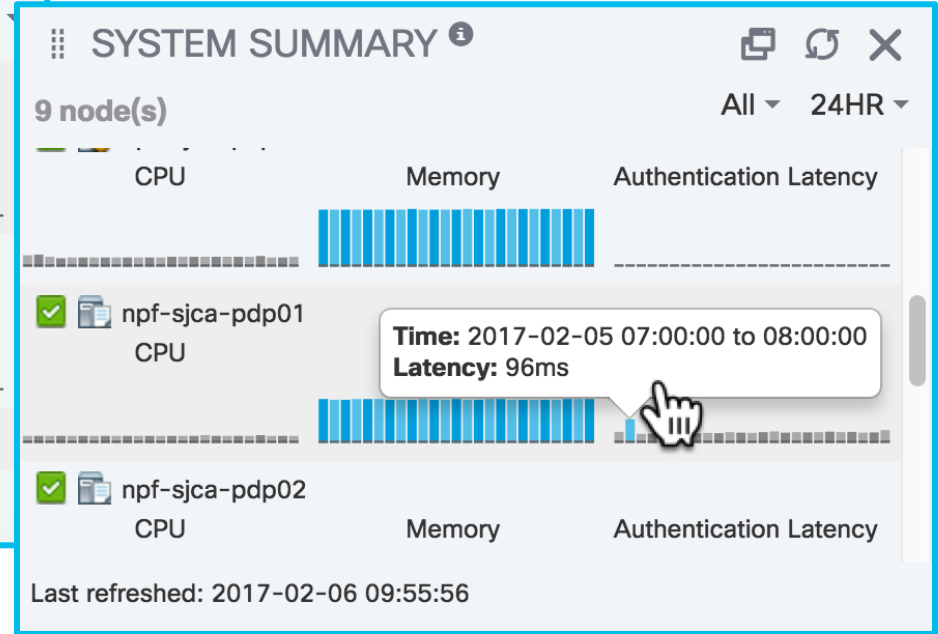 SYSTEM SUMMARY
9 node(s)
All 24HR
CPU Memory Authentication Latency
npf-sjca-pdp01
CPU
Time: 2017-02-05 07:00:00 to 08:00:00
Latency: 96ms
npf-sjca-pdp02
CPU Memory Authentication Latency
Last refreshed: 2017-02-06 09:55:56